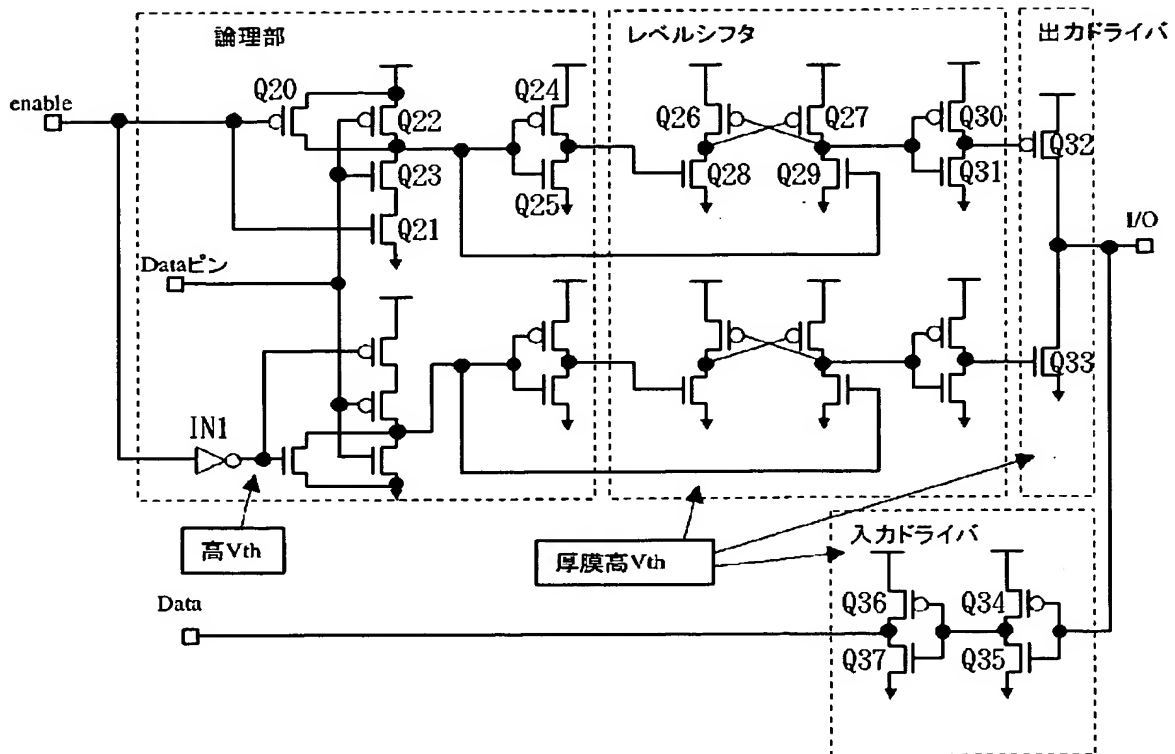 論理部
レベルシフタ
出力ドライバ
enable
Q20
Q22
Q23
Q21
Q24
Q25
Q26
Q27
Q28
Q29
Q30
Q31
Q32
I/O
Dataピン
IN1
Q33
高Vth
厚膜高Vth
入力ドライバ
Data
Q36
Q34
Q37
Q35